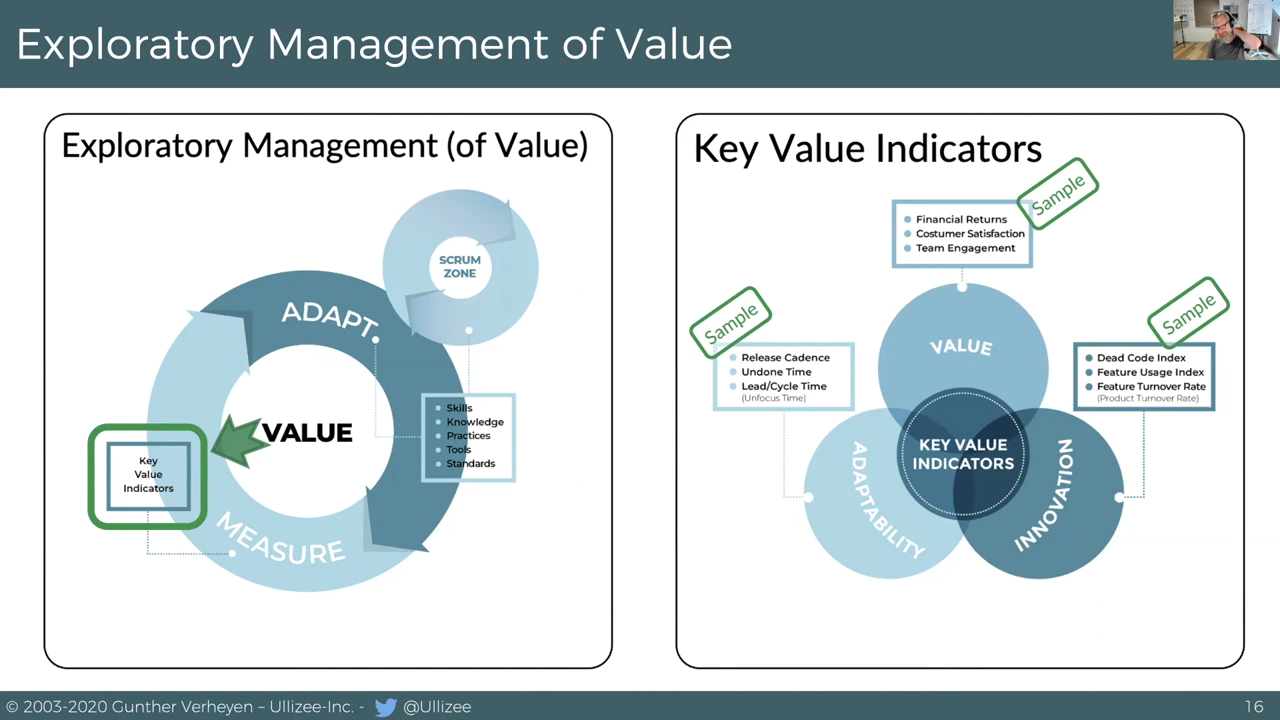 Exploratory Management of Value
Exploratory Management (of Value)
SCRUM
ZONE
ADAPT
VALUE
Skills
Knowledge
Practices
Tools
Standards
Key
Value
Indicators
MEASURE
Key Value Indicators
Sample
Financial Returns
Costumer Satisfaction
Team Engagement
Sample
Release Cadence
Undone Time
Lead/Cycle Time
(Unfocus Time)
Sample
Dead Code Index
Feature Usage Index
Feature Turnover Rate
(Product Turnover Rate)
VALUE
KEY VALUE
INDICATORS
ADAPTABILITY
INNOVATION
© 2003-2020 Gunther Verheyen – Ullizee-Inc. - @Ullizee
16